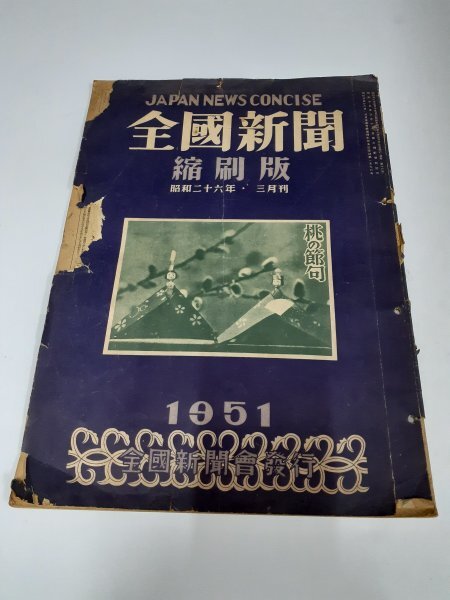 JAPAN NEWS CONCISE
全國新聞
縮刷版
昭和二十六年・三月刊
桃の節句
1951
全國新聞會發行